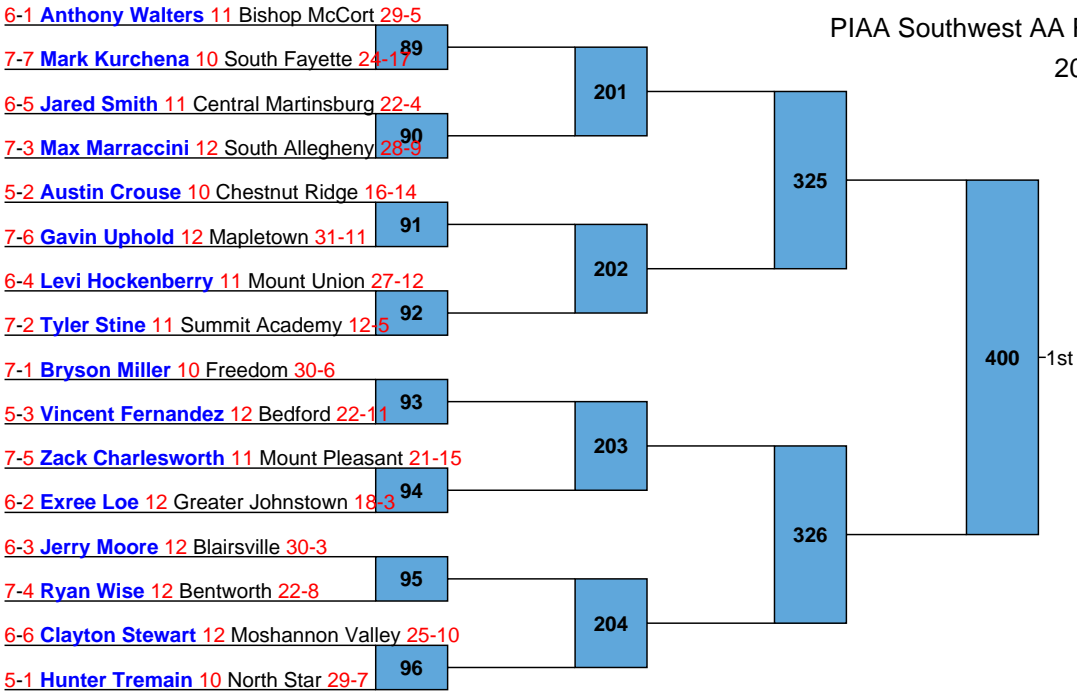 6-1 Anthony Walters 11 Bishop McCort 29-5
PIAA Southwest AA
89
7-7 Mark Kurchena 10 South Fayette 24-17
20
201
6-5 Jared Smith 11 Central Martinsburg 22-4
90
7-3 Max Marraccini 12 South Allegheny 28-9
325
5-2 Austin Crouse 10 Chestnut Ridge 16-14
91
7-6 Gavin Uphold 12 Mapletown 31-11
202
6-4 Levi Hockenberry 11 Mount Union 27-12
92
7-2 Tyler Stine 11 Summit Academy 12-5
400 1st
7-1 Bryson Miller 10 Freedom 30-6
93
5-3 Vincent Fernandez 12 Bedford 22-11
203
7-5 Zack Charlesworth 11 Mount Pleasant 21-15
94
6-2 Exree Loe 12 Greater Johnstown 18-3
326
6-3 Jerry Moore 12 Blairsville 30-3
95
7-4 Ryan Wise 12 Bentworth 22-8
204
6-6 Clayton Stewart 12 Moshannon Valley 25-10
96
5-1 Hunter Tremain 10 North Star 29-7